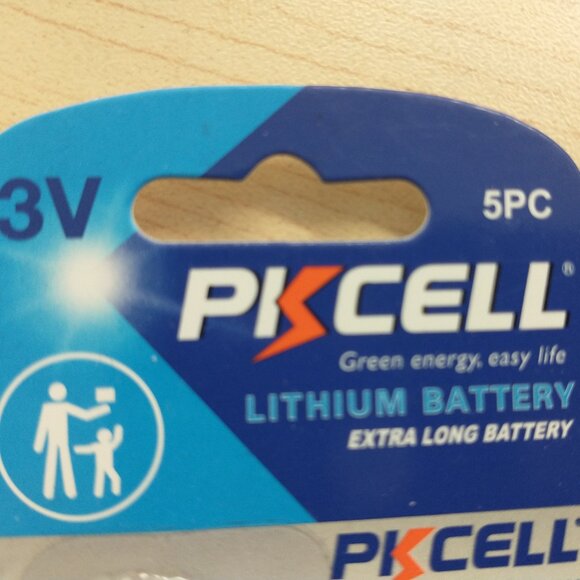 3V
5PC
PKCELL®
Green energy, easy life
LITHIUM BATTERY
EXTRA LONG BATTERY
PKCELL